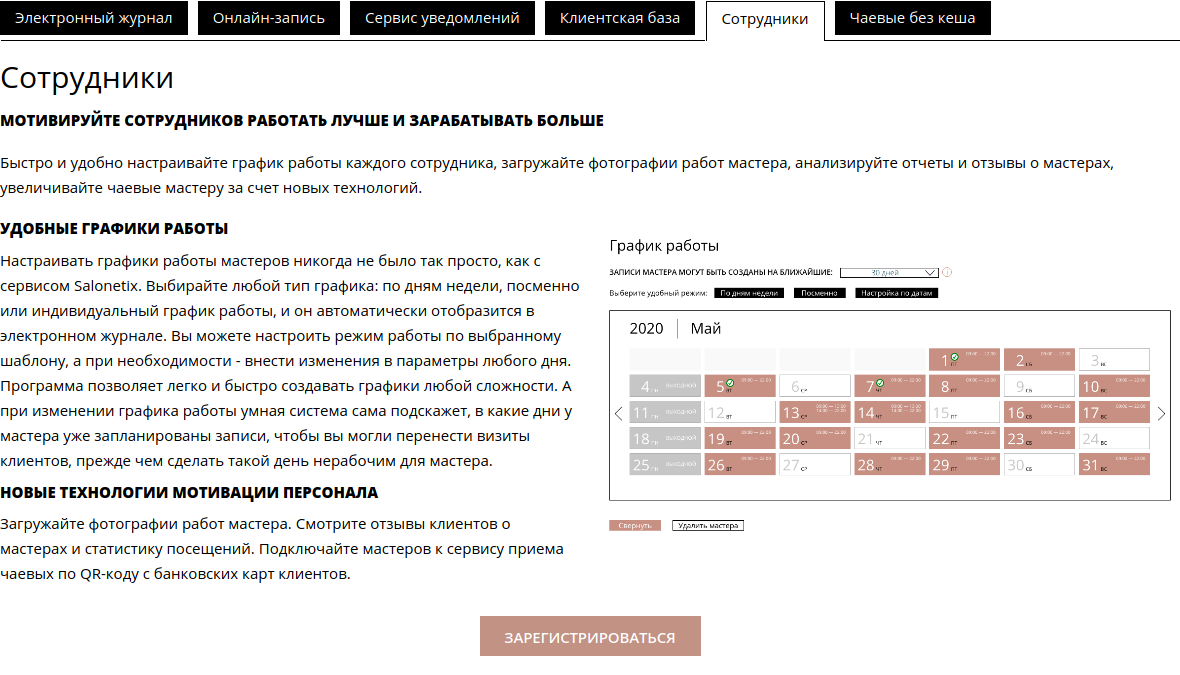 Электронный журнал
Онлайн-запись
Сервис уведомлений
Клиентская база
Сотрудники
Чаевые без кеша
Сотрудники
МОТИВИРУЙТЕ СОТРУДНИКОВ РАБОТАТЬ ЛУЧШЕ И ЗАРАБАТЫВАТЬ БОЛЬШЕ
Быстро и удобно настраивайте график работы каждого сотрудника, загружайте фотографии работ мастера, анализируйте отчеты и отзывы о мастерах,
увеличивайте чаевые мастеру за счет новых технологий.
УДОБНЫЕ ГРАФИКИ РАБОТЫ
Настраивать графики работы мастеров никогда не было так просто, как с
сервисом Salonetix. Выбирайте любой тип графика: по дням недели, посменно
или индивидуальный график работы, и он автоматически отобразится в
электронном журнале. Вы можете настроить режим работы по выбранному
шаблону, а при необходимости - внести изменения в параметры любого дня.
Программа позволяет легко и быстро создавать графики любой сложности. А
при изменении графика работы умная система сама подскажет, в какие дни у
мастера уже запланированы записи, чтобы вы могли перенести визиты
клиентов, прежде чем сделать такой день нерабочим для мастера.
НОВЫЕ ТЕХНОЛОГИИ МОТИВАЦИИ ПЕРСОНАЛА
Загружайте фотографии работ мастера. Смотрите отзывы клиентов о
мастерах и статистику посещений. Подключайте мастеров к сервису приема
чаевых по QR-коду с банковских карт клиентов.
График работы
ЗАПИСИ МАСТЕРА МОГУТ БЫТЬ СОЗДАНЫ НА БЛИЖАЙШИЕ: 30 дней
Выберите удобный режим: По дням недели Посменно Настройка по датам
2020 Май
1 ПТ 2 СБ 3 ВС
4 ПН ВЫХОДНОЙ 5 6 СР 7 ЧТ 8 ПТ 9 СБ 10 ВС
11 ПН ВЫХОДНОЙ 12 ВТ 13 СР 14 ЧТ 15 ПТ 16 СБ 17 ВС
18 ПН ВЫХОДНОЙ 19 ВТ 20 СР 21 ЧТ 22 ПТ 23 СБ 24 ВС
25 ПН ВЫХОДНОЙ 26 ВТ 27 СР 28 ЧТ 29 ПТ 30 СБ 31 ВС
Свернуть Удалить мастера
ЗАРЕГИСТРИРОВАТЬСЯ